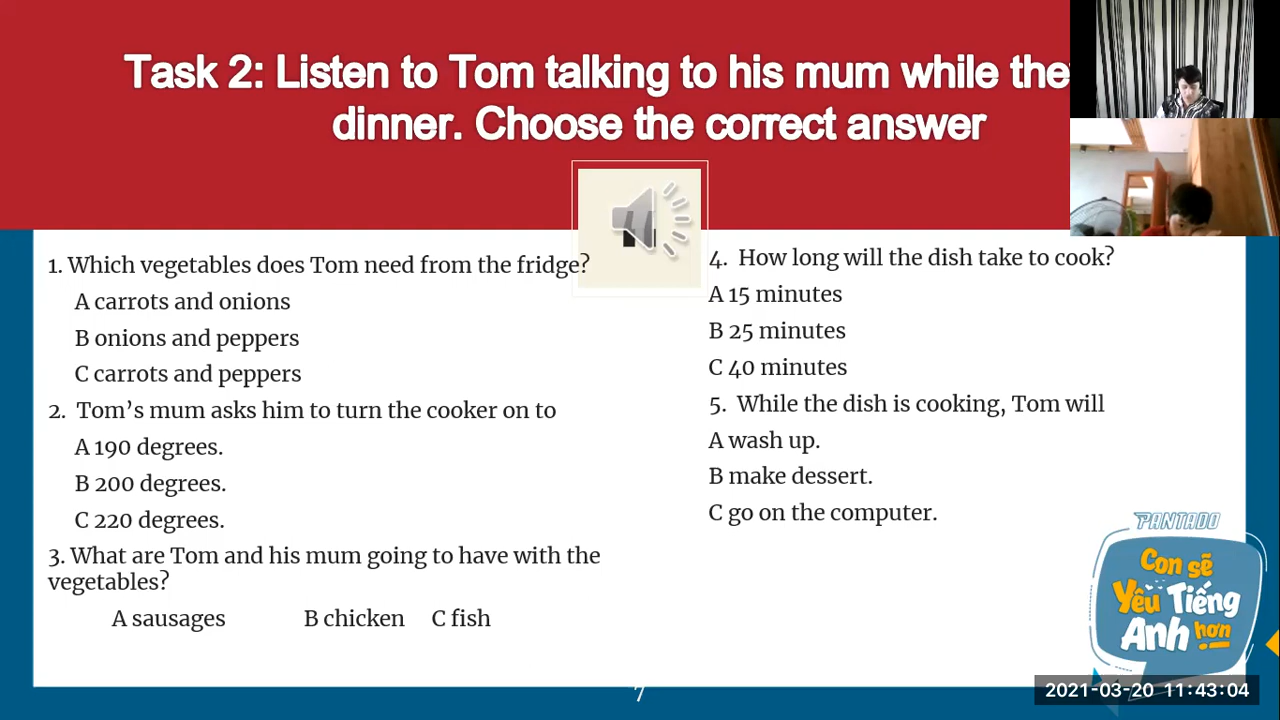 Task 2: Listen to Tom talking to his mum while the
dinner. Choose the correct answer
1. Which vegetables does Tom need from the fridge?
A carrots and onions
B onions and peppers
C carrots and peppers
2. Tom’s mum asks him to turn the cooker on to
A 190 degrees.
B 200 degrees.
C 220 degrees.
3. What are Tom and his mum going to have with the
vegetables?
A sausages B chicken C fish
4. How long will the dish take to cook?
A 15 minutes
B 25 minutes
C 40 minutes
5. While the dish is cooking, Tom will
A wash up.
B make dessert.
C go on the computer.
PANTADO
Con sẽ
Yêu Tiếng
Anh hơn
7
2021-03-20 11:43:04